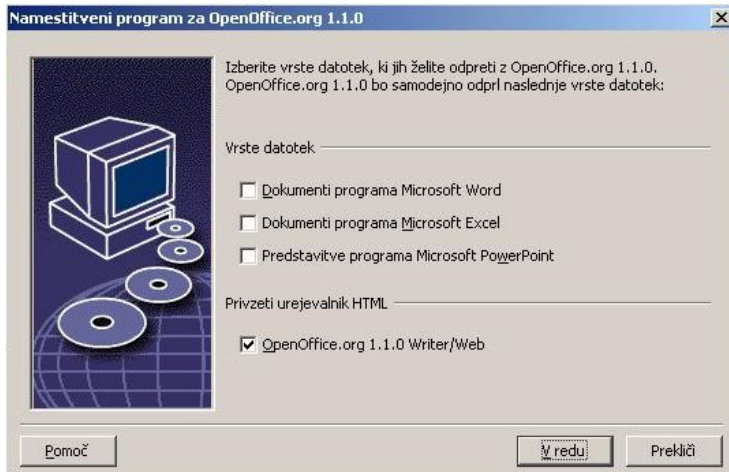 Namestitveni program za OpenOffice.org 1.1.0
Izberite vrste datotek, ki jih želite odpreti z OpenOffice.org 1.1.0.
OpenOffice.org 1.1.0 bo samodejno odprl naslednje vrste datotek:
Vrste datotek
Dokumenti programa Microsoft Word
Dokumenti programa Microsoft Excel
Predstavitve programa Microsoft PowerPoint
Privzeti urejevalnik HTML
OpenOffice.org 1.1.0 Writer/Web
Pomoč
V redu
Prekliči